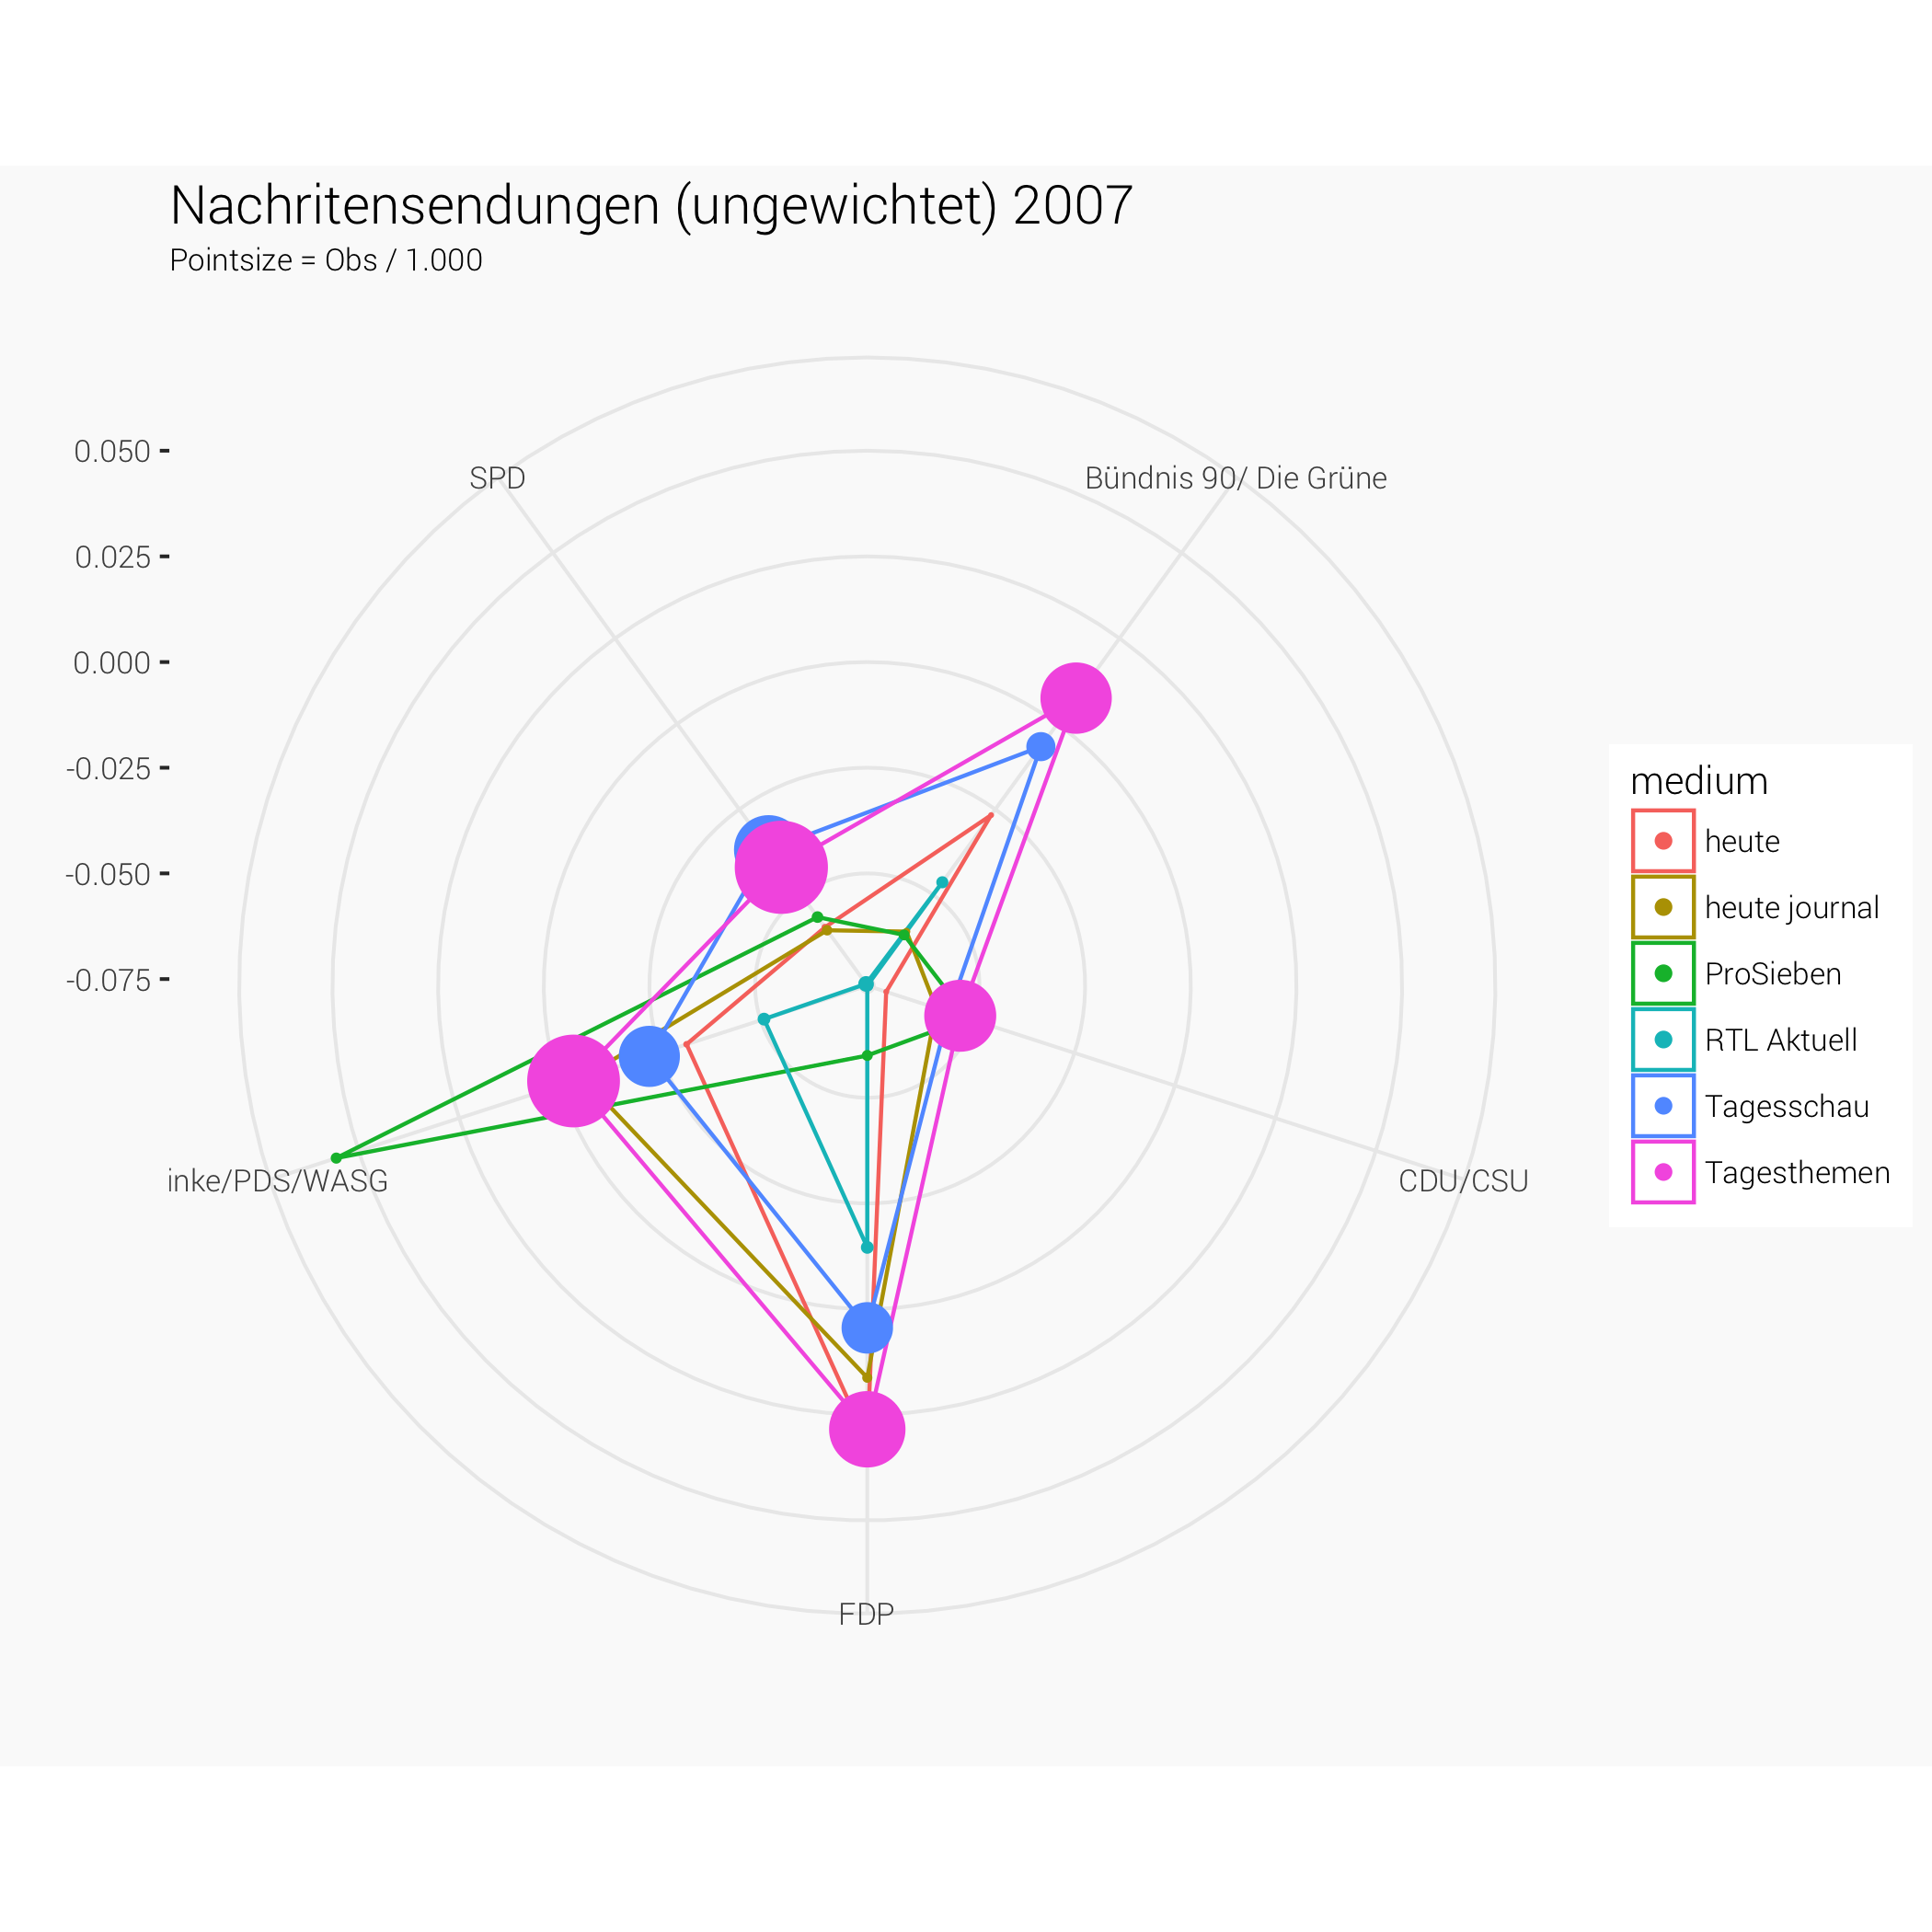 Nachritensendungen (ungewichtet) 2007
Pointsize = Obs / 1.000
0.050
0.025
0.000
-0.025
-0.050
-0.075
SPD
Bündnis 90/ Die Grüne
inke/PDS/WASG
CDU/CSU
FDP
medium
heute
heute journal
ProSieben
RTL Aktuell
Tagesschau
Tagesthemen